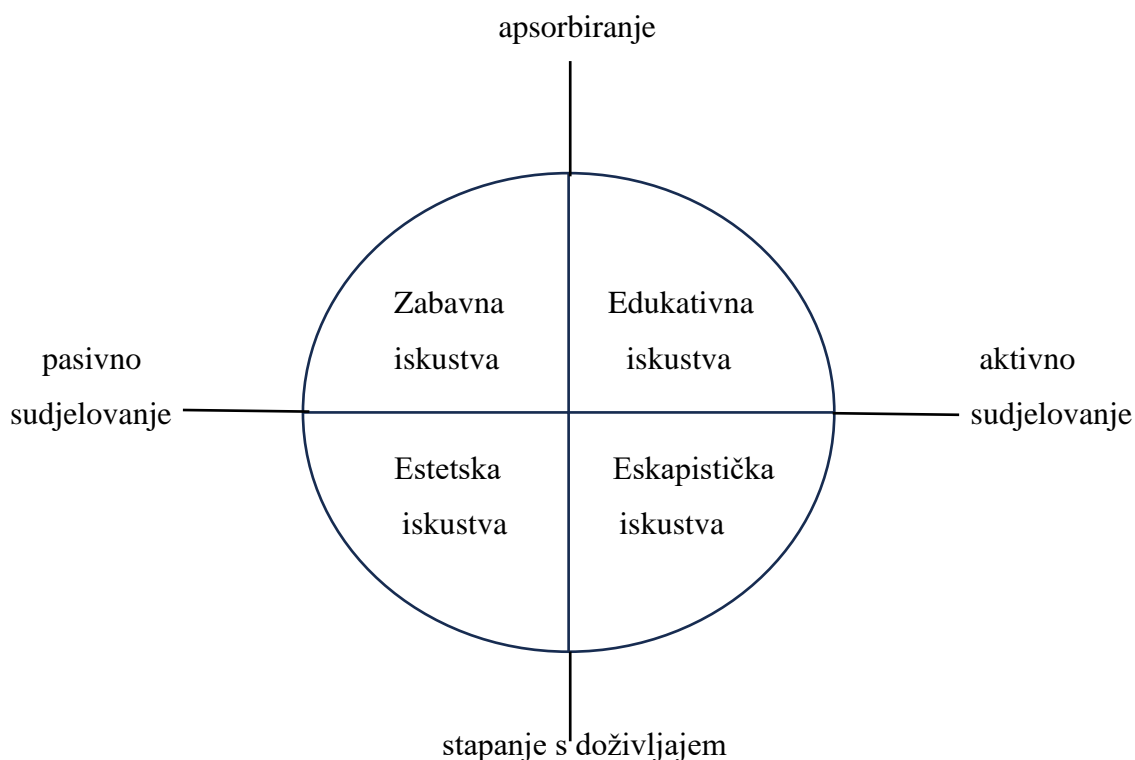 apsorbiranje
Zabavna
iskustva
Edukativna
iskustva
pasivno
sudjelovanje
aktivno
sudjelovanje
Estetska
iskustva
Eskapistička
iskustva
stapanje s doživljajem